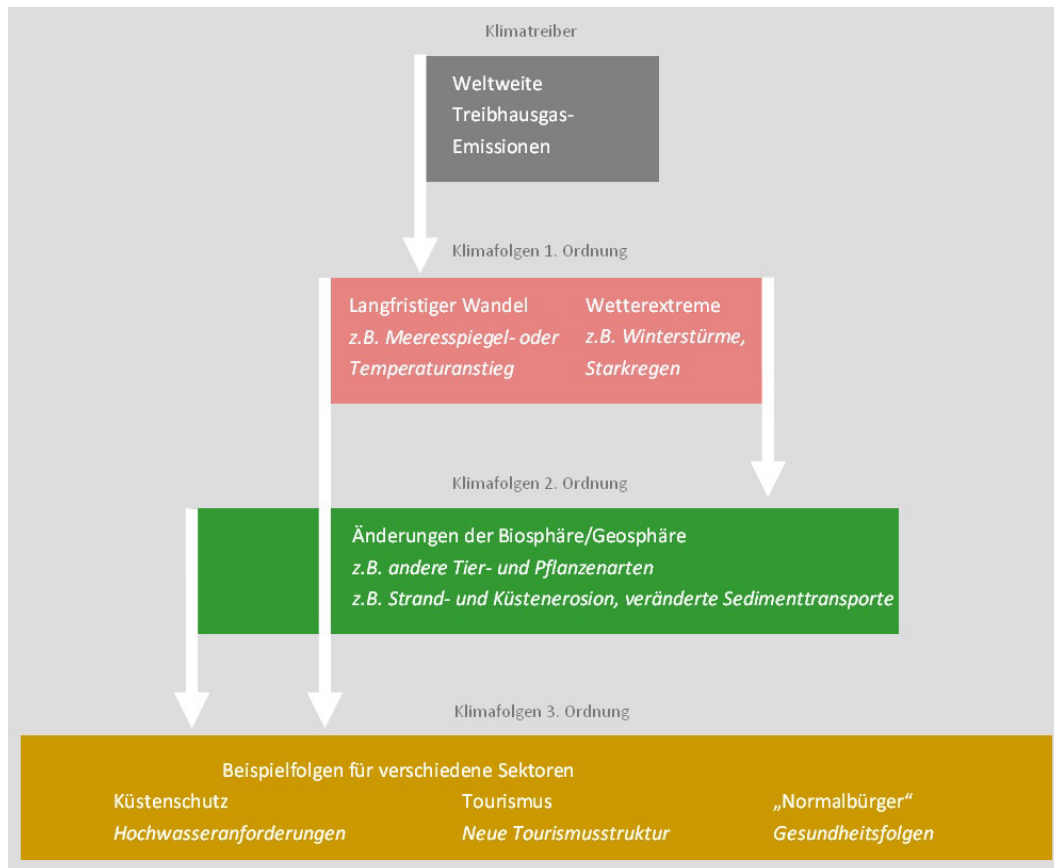 Klimatreiber
Weltweite
Treibhausgas-
Emissionen
Klimafolgen 1. Ordnung
Langfristiger Wandel
z.B. Meeresspiegel- oder
Temperaturanstieg
Wetterextreme
z.B. Winterstürme,
Starkregen
Klimafolgen 2. Ordnung
Änderungen der Biosphäre/Geosphäre
z.B. andere Tier- und Pflanzenarten
z.B. Strand- und Küstenerosion, veränderte Sedimenttransporte
Klimafolgen 3. Ordnung
Beispielfolgen für verschiedene Sektoren
Küstenschutz
Hochwasseranforderungen
Tourismus
Neue Tourismusstruktur
„Normalbürger“
Gesundheitsfolgen